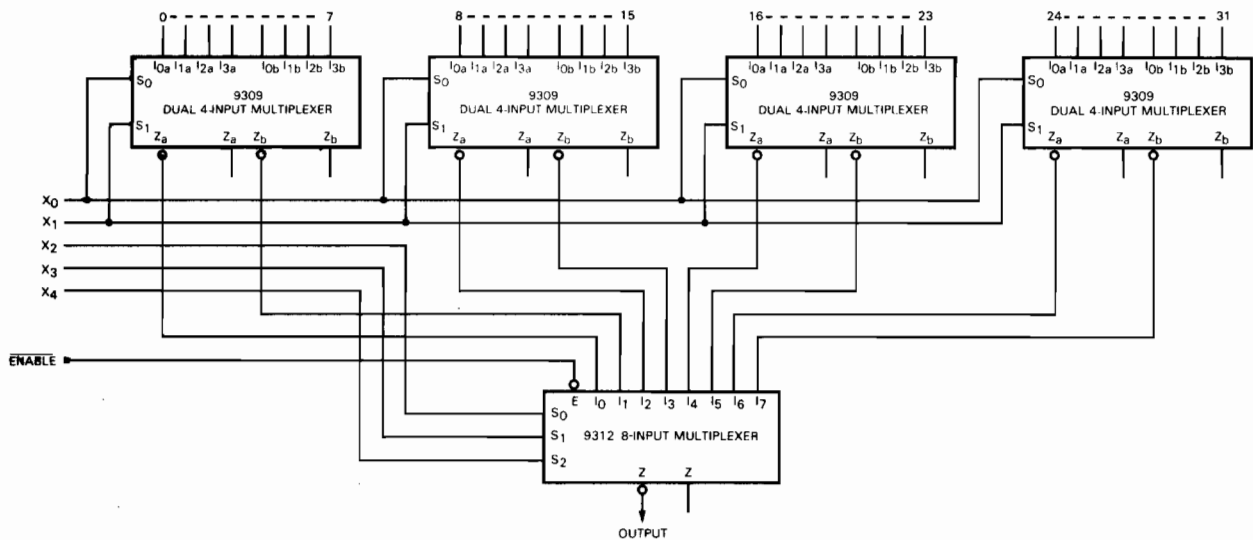 0 7 8 15 16 23 24 31
I0a I1a I2a I3a I0b I1b I2b I3b I0a I1a I2a I3a I0b I1b I2b I3b I0a I1a I2a I3a I0b I1b I2b I3b I0a I1a I2a I3a I0b I1b I2b I3b
S0 9309 S0 9309 S0 9309 S0 9309
DUAL 4-INPUT MULTIPLEXER DUAL 4-INPUT MULTIPLEXER DUAL 4-INPUT MULTIPLEXER DUAL 4-INPUT MULTIPLEXER
S1 S1 S1 S1
Za Za Zb Zb Za Za Zb Zb Za Za Zb Zb Za Za Zb Zb
X0
X1
X2
X3
X4
ENABLE
E I0 I1 I2 I3 I4 I5 I6 I7
S0
S1 9312 8-INPUT MULTIPLEXER
S2
Z Z
OUTPUT